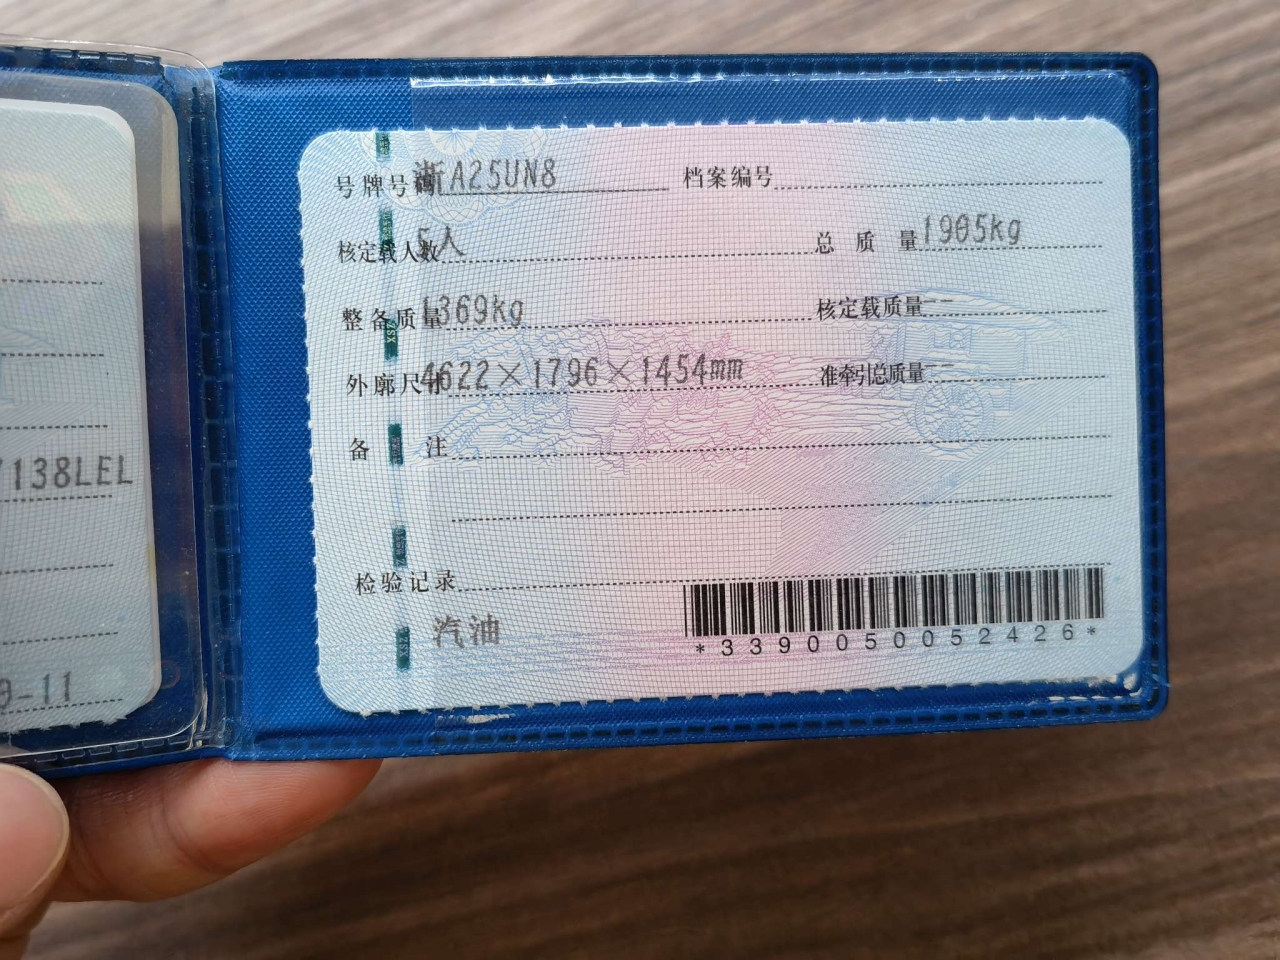 138LEL
-11
号牌号码 浙A25UN8 档案编号
核定载人数 5人 总质量 1905kg
整备质量 1369kg 核定载质量 --
外廓尺寸 4622×1796×1454mm 准牵引总质量 --
备注
检验记录
汽油
*3390050052426*